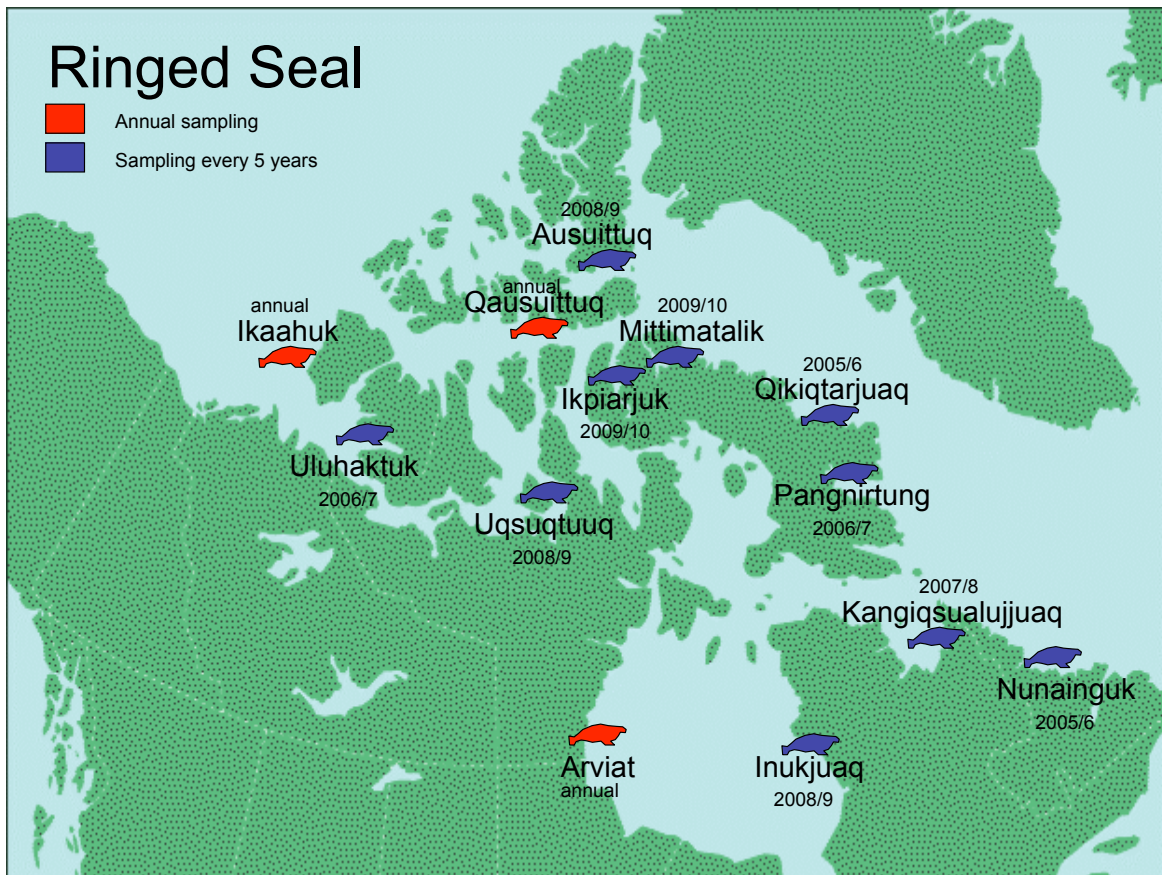 Ringed Seal
Annual sampling
Sampling every 5 years
2008/9
Ausuittuq
annual
Qausuittuq
annual
Ikaahuk
2009/10
Mittimatalik
2005/6
Qikiqtarjuaq
Ikpiarjuk
2009/10
Uluhaktuk
2006/7
Pangnirtung
2006/7
Uqsuqtuuq
2008/9
2007/8
Kangiqsualujjuaq
Nunainguk
2005/6
Arviat
annual
Inukjuaq
2008/9